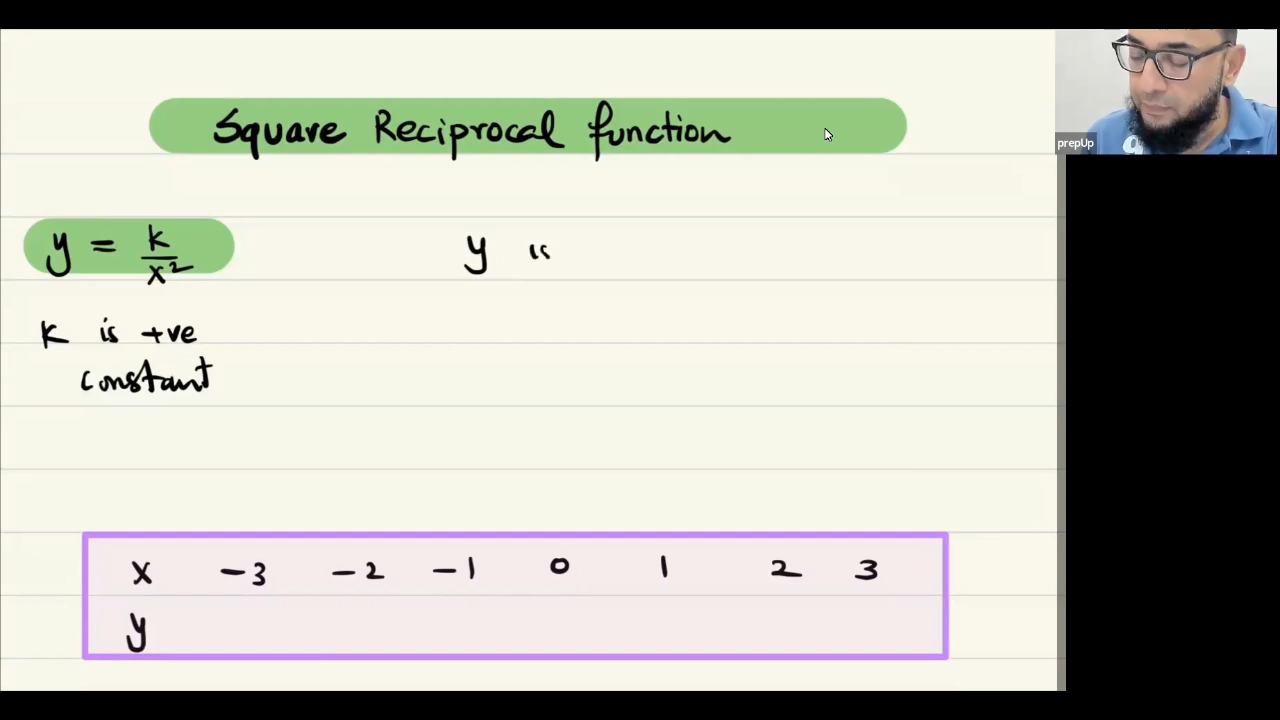 Square Reciprocal function
prepUp
y = k/x² y is
k is +ve
constant
x -3 -2 -1 0 1 2 3
y